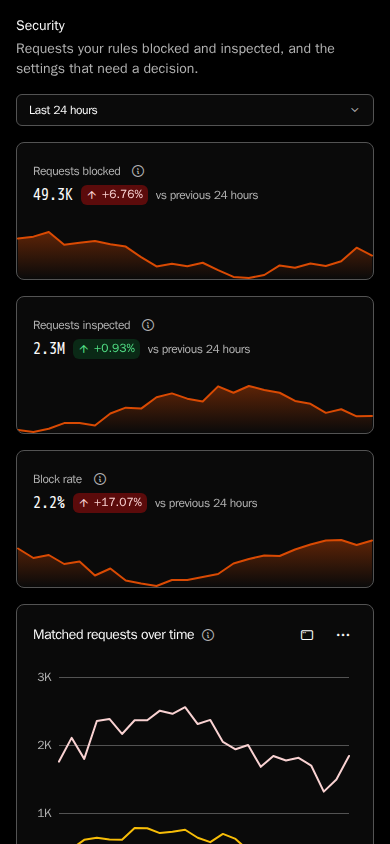 Security
Requests your rules blocked and inspected, and the
settings that need a decision.
Last 24 hours
Requests blocked
49.3K ↑ +6.76% vs previous 24 hours
Requests inspected
2.3M ↑ +0.93% vs previous 24 hours
Block rate
2.2% ↑ +17.07% vs previous 24 hours
Matched requests over time
3K
2K
1K